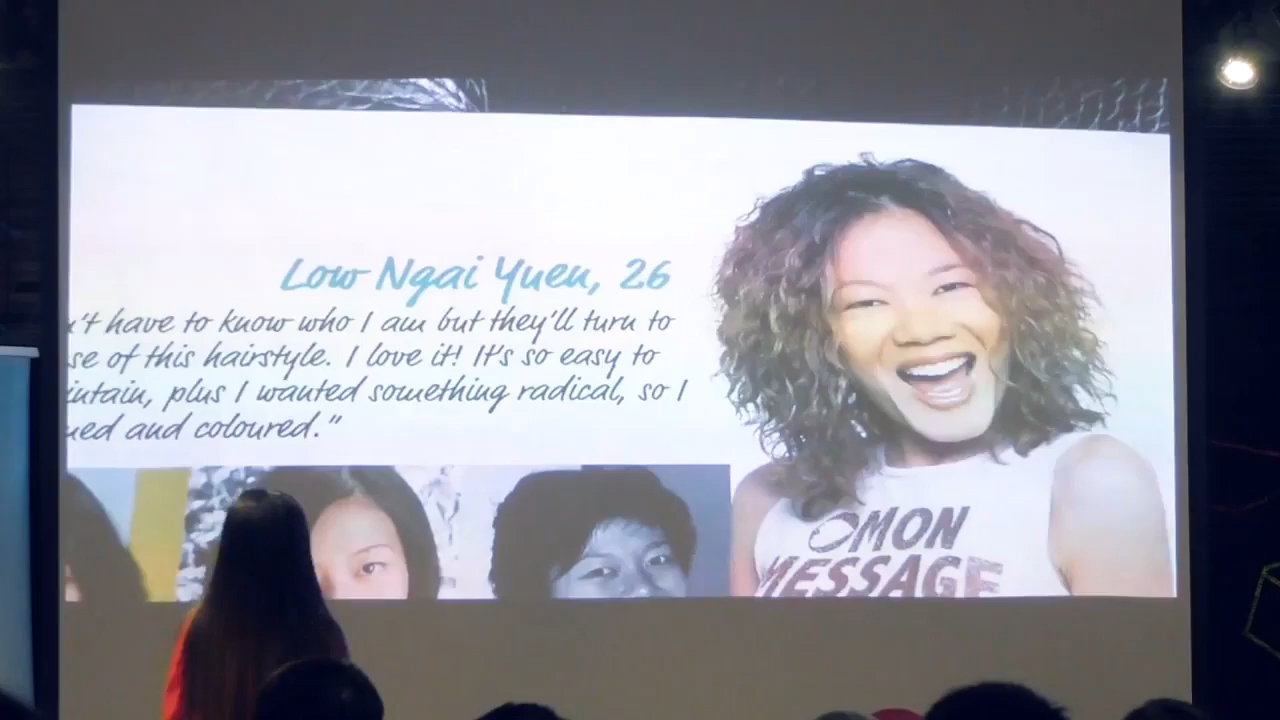 Low Ngai Yuen, 26
n't have to know who I am but they'll turn to
se of this hairstyle. I love it! It's so easy to
intain, plus I wanted something radical, so I
ned and coloured."
OMON
MESSAGE